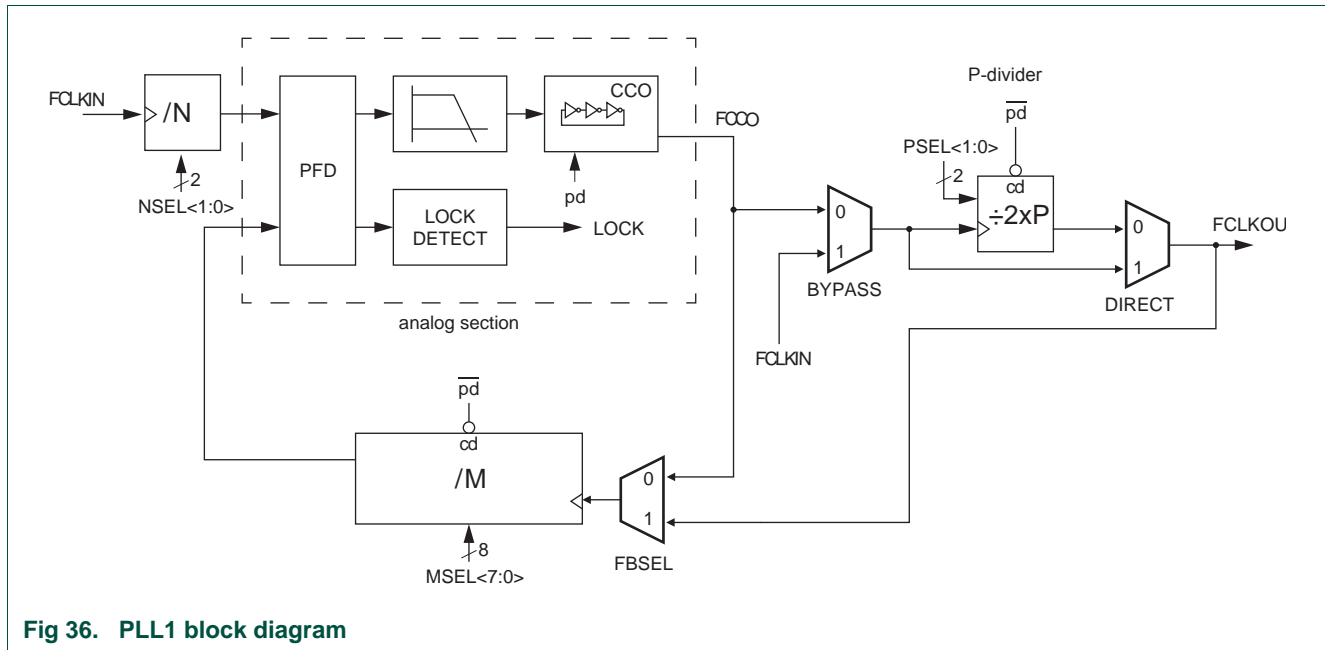 P-divider
CCO
FCLKIN
/N
FCCO
pd
PSEL<1:0>
PFD
2
2
cd
NSEL<1:0>
pd
÷2xP
0
0
FCLKOU
LOCK
DETECT
LOCK
1
1
BYPASS
DIRECT
analog section
FCLKIN
pd
cd
/M
0
1
8
FBSEL
MSEL<7:0>
Fig 36. PLL1 block diagram